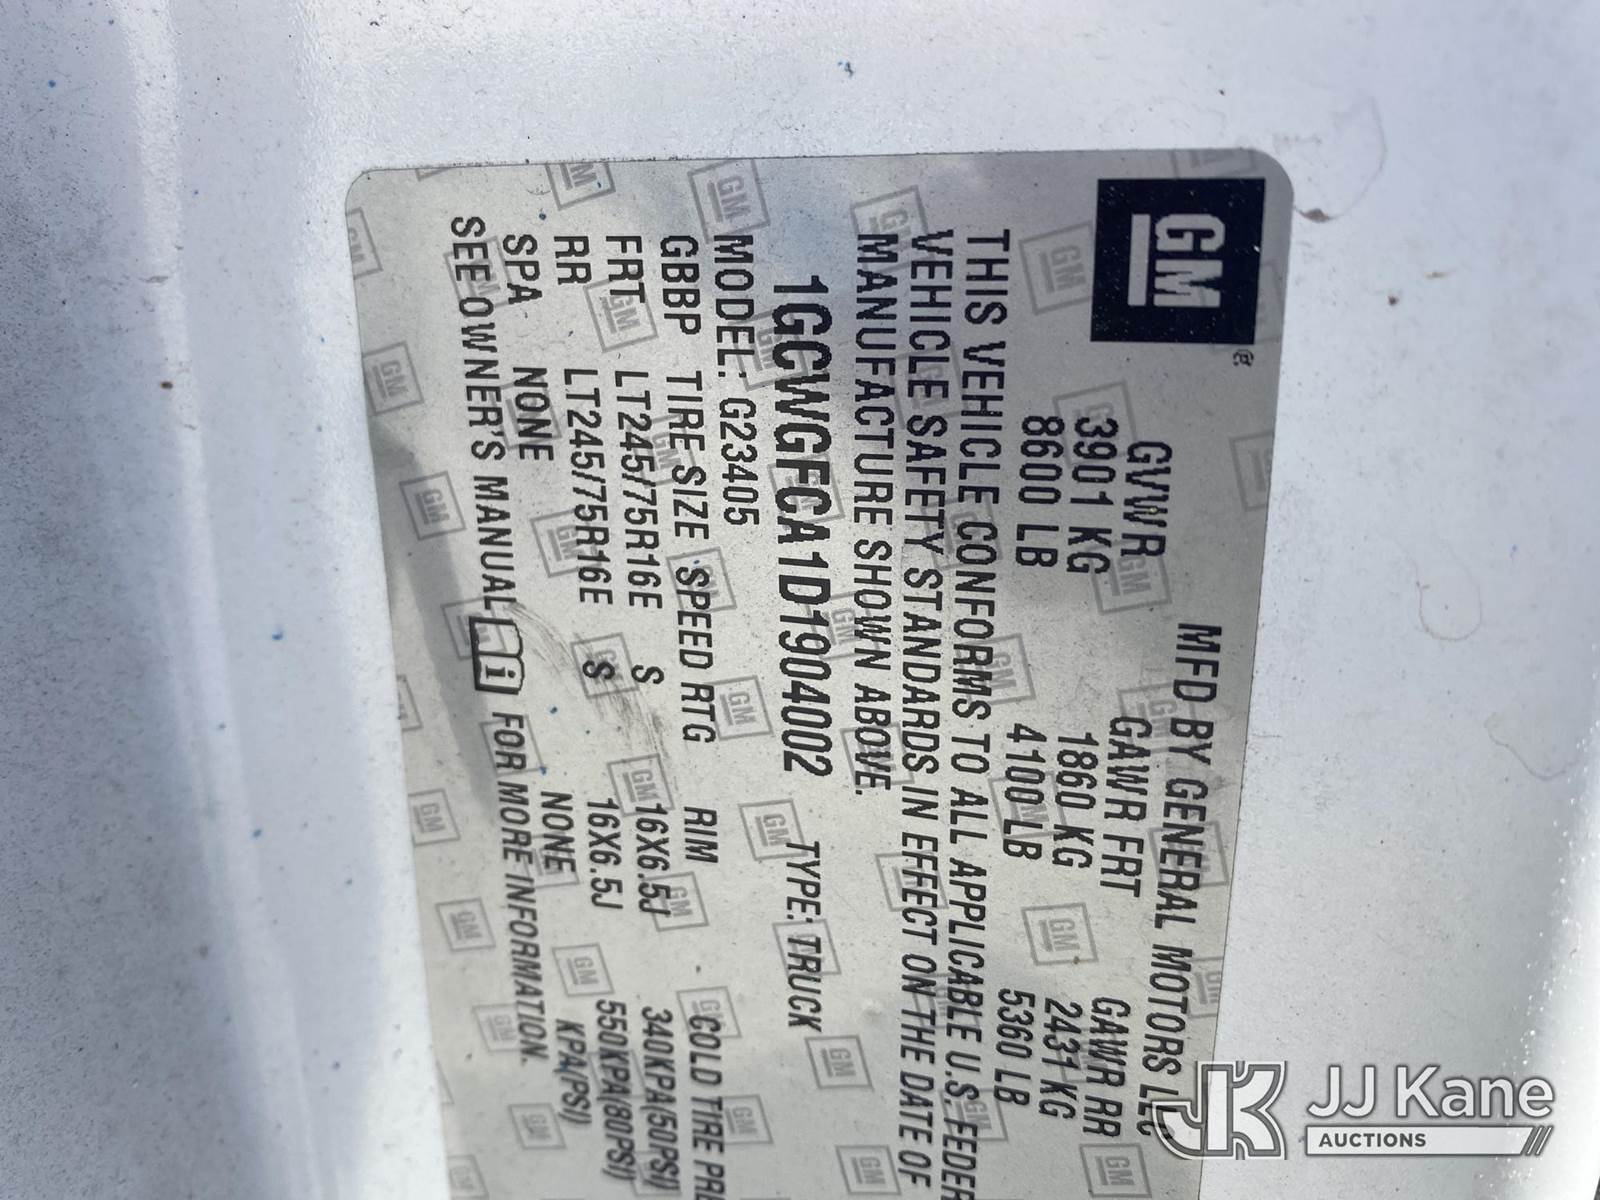 GM
®
MFD BY GENERAL MOTORS LLC
GVWR GAWR FRT GAWR RR
3901 KG 1860 KG 2431 KG
8600 LB 4100 LB 5360 LB
THIS VEHICLE CONFORMS TO ALL APPLICABLE U.S. FEDER
VEHICLE SAFETY STANDARDS IN EFFECT ON THE DATE OF
MANUFACTURE SHOWN ABOVE.
1GCWGFCA1D1904002 TYPE: TRUCK
MODEL: G23405
GBBP TIRE SIZE SPEED RTG RIM COLD TIRE PRE
FRT LT245/75R16E S 16X6.5J 340KPA(50PSI)
RR LT245/75R16E S 16X6.5J 550KPA(80PSI)
SPA NONE NONE KPA(PSI)
SEE OWNER'S MANUAL i FOR MORE INFORMATION.
JK JJ Kane
AUCTIONS